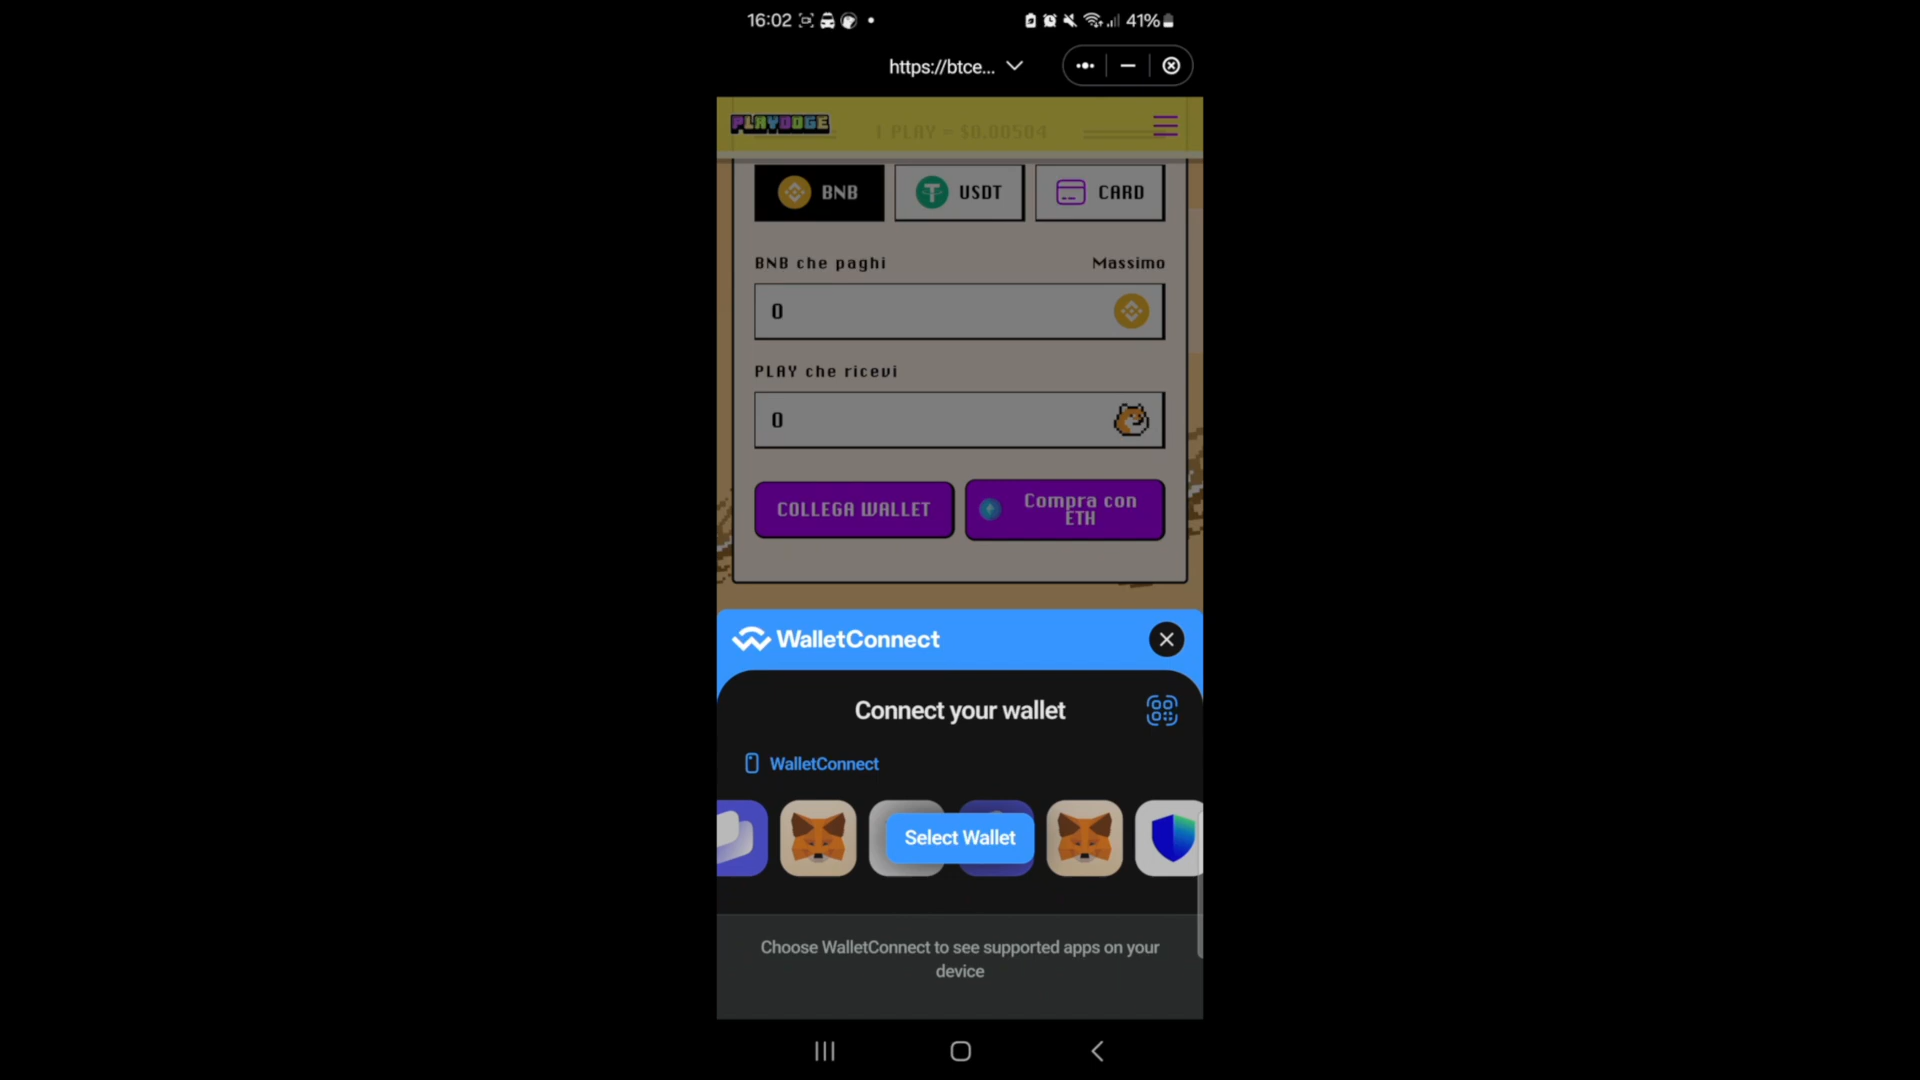 16:02
41%
https://btce...
PLAYDOGE
1 PLAY = $0.00504
BNB
USDT
CARD
BNB che paghi
Massimo
0
PLAY che ricevi
0
COLLEGA WALLET
Compra con
ETH
WalletConnect
Connect your wallet
WalletConnect
Select Wallet
Choose WalletConnect to see supported apps on your
device